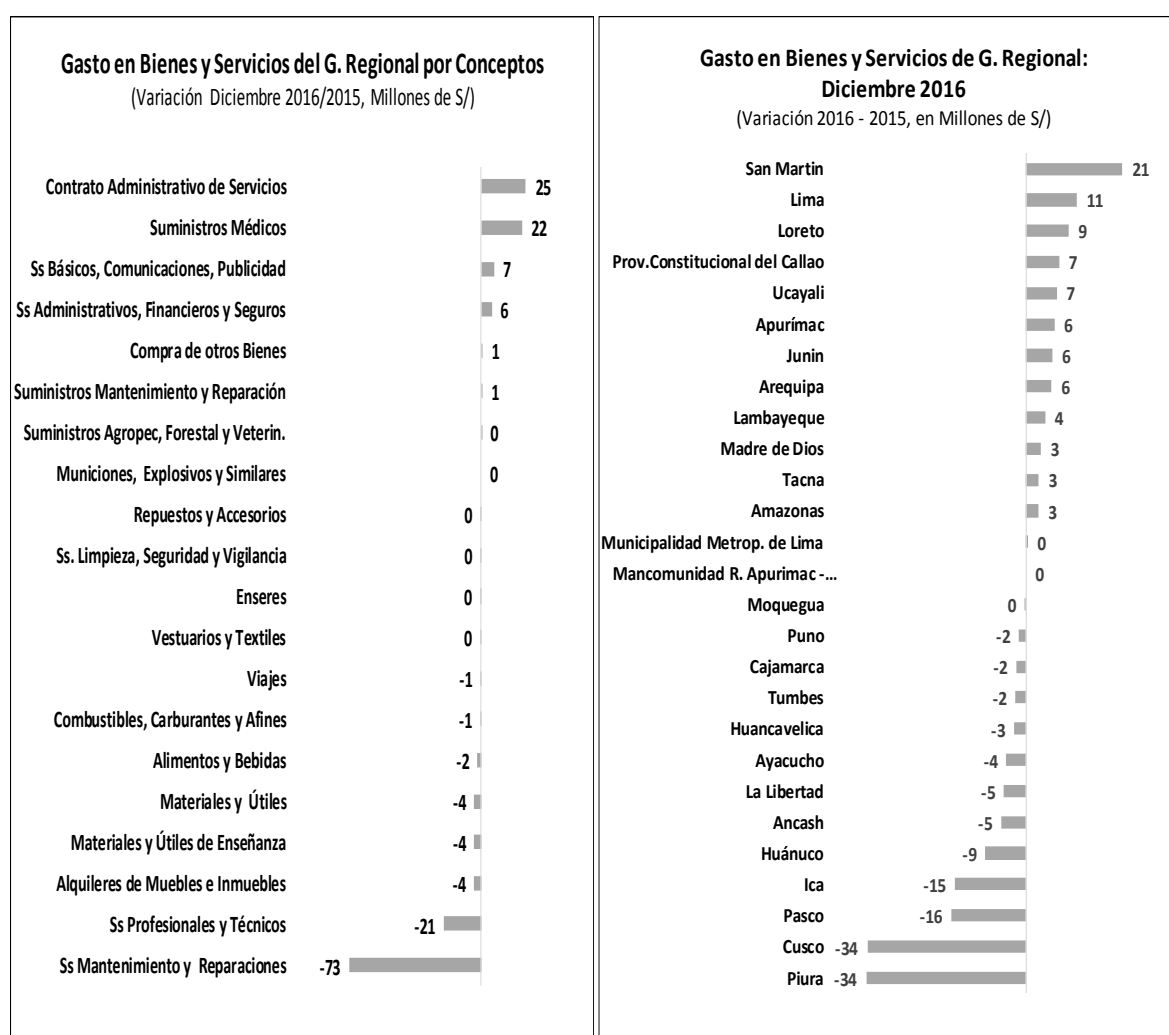 Gasto en Bienes y Servicios del G. Regional por Conceptos
(Variación Diciembre 2016/2015, Millones de S/)
Contrato Administrativo de Servicios 25
Suministros Médicos 22
Ss Básicos, Comunicaciones, Publicidad 7
Ss Administrativos, Financieros y Seguros 6
Compra de otros Bienes 1
Suministros Mantenimiento y Reparación 1
Suministros Agropec, Forestal y Veterin. 0
Municiones, Explosivos y Similares 0
Repuestos y Accesorios 0
Ss. Limpieza, Seguridad y Vigilancia 0
Enseres 0
Vestuarios y Textiles 0
Viajes -1
Combustibles, Carburantes y Afines -1
Alimentos y Bebidas -2
Materiales y Útiles -4
Materiales y Útiles de Enseñanza -4
Alquileres de Muebles e Inmuebles -4
Ss Profesionales y Técnicos -21
Ss Mantenimiento y Reparaciones -73
Gasto en Bienes y Servicios de G. Regional:
Diciembre 2016
(Variación 2016 - 2015, en Millones de S/)
San Martin 21
Lima 11
Loreto 9
Prov.Constitucional del Callao 7
Ucayali 7
Apurímac 6
Junin 6
Arequipa 6
Lambayeque 4
Madre de Dios 3
Tacna 3
Amazonas 3
Municipalidad Metrop. de Lima 0
Mancomunidad R. Apurimac -... 0
Moquegua 0
Puno -2
Cajamarca -2
Tumbes -2
Huancavelica -3
Ayacucho -4
La Libertad -5
Ancash -5
Huánuco -9
Ica -15
Pasco -16
Cusco -34
Piura -34